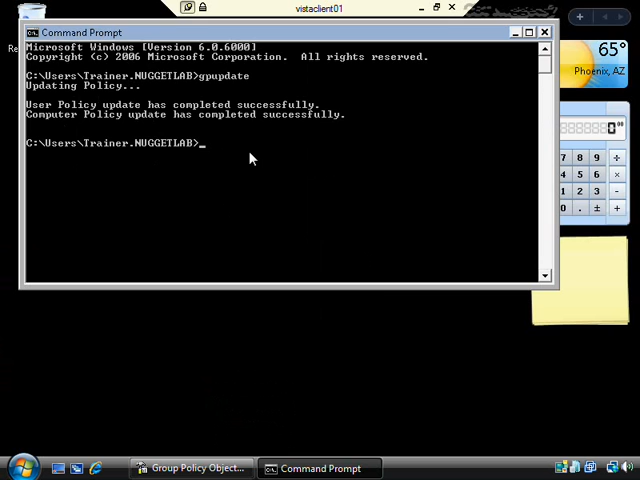 vistaclient01
Re
Command Prompt
Microsoft Windows [Version 6.0.6000]
Copyright (c) 2006 Microsoft Corporation.  All rights reserved.
C:\Users\Trainer.NUGGETLAB>gpupdate
Updating Policy...
User Policy update has completed successfully.
Computer Policy update has completed successfully.
C:\Users\Trainer.NUGGETLAB>_
65°
Phoenix, AZ
7 8 9 ÷
4 5 6 ×
1 2 3 -
0 . ± +
Group Policy Object...
Command Prompt